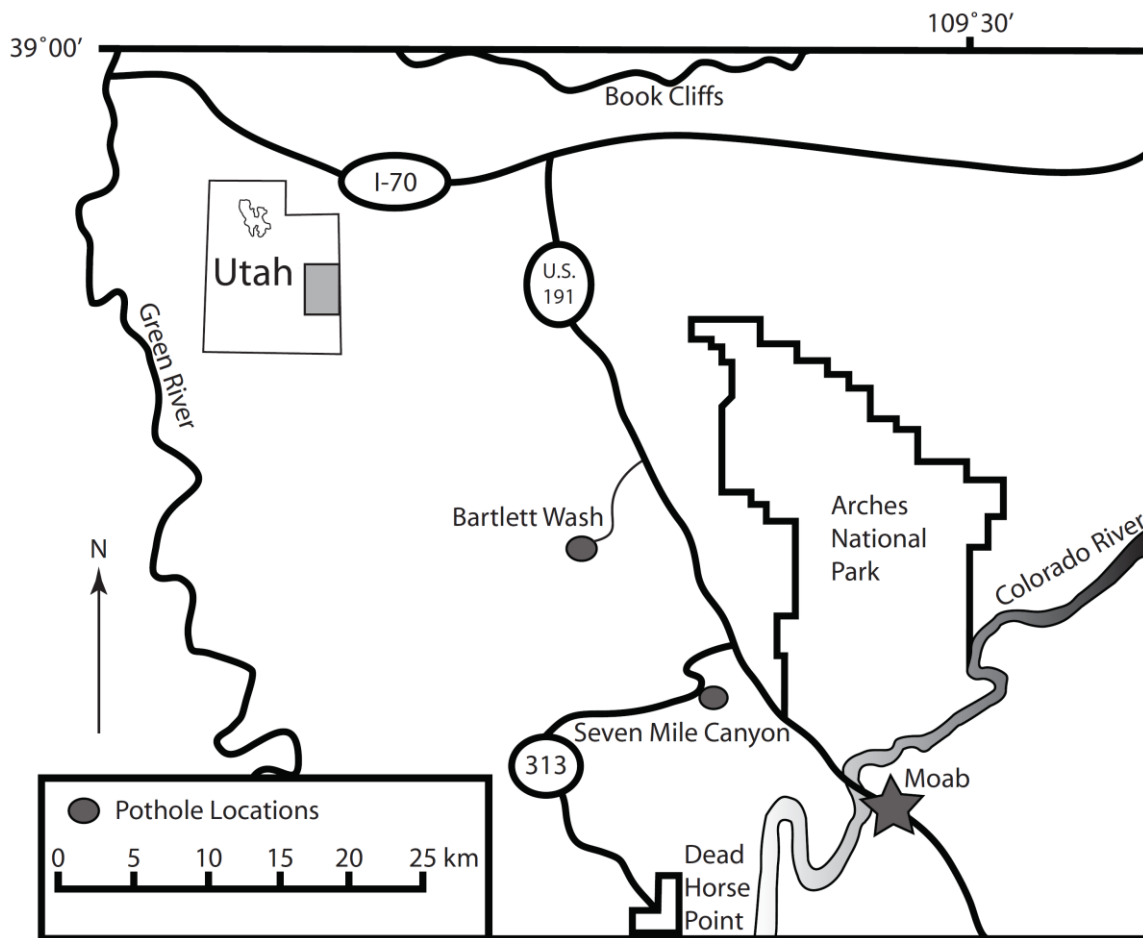 39°00’
109°30’
Book Cliffs
I-70
Utah
U.S.
191
Green River
Bartlett Wash
Arches
National
Park
N
Colorado River
Seven Mile Canyon
313
Moab
Pothole Locations
0 5 10 15 20 25 km
Dead
Horse
Point